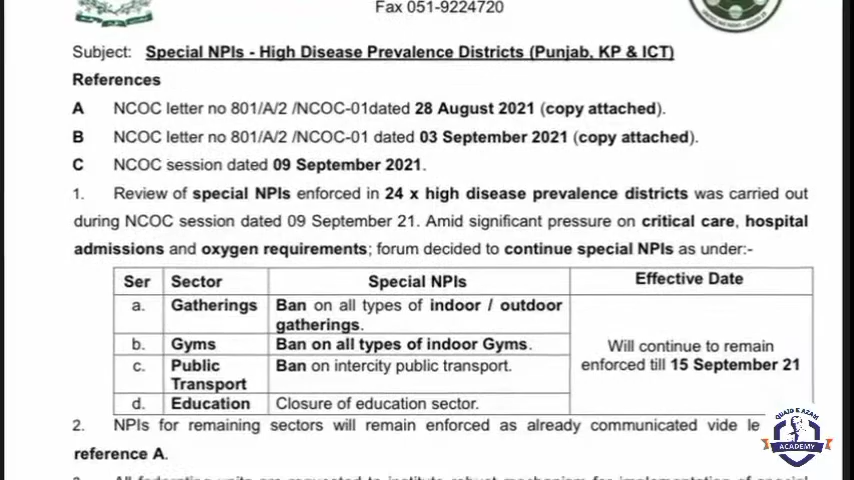 Fax 051-9224720
Subject: Special NPIs - High Disease Prevalence Districts (Punjab, KP & ICT)
References
A NCOC letter no 801/A/2 /NCOC-01dated 28 August 2021 (copy attached).
B NCOC letter no 801/A/2 /NCOC-01 dated 03 September 2021 (copy attached).
C NCOC session dated 09 September 2021.
1. Review of special NPIs enforced in 24 x high disease prevalence districts was carried out
during NCOC session dated 09 September 21. Amid significant pressure on critical care, hospital
admissions and oxygen requirements; forum decided to continue special NPIs as under:-
Ser Sector Special NPIs Effective Date
a. Gatherings Ban on all types of indoor / outdoor
gatherings.
b. Gyms Ban on all types of indoor Gyms.
Will continue to remain
enforced till 15 September 21
c. Public Ban on intercity public transport.
Transport
d. Education Closure of education sector.
2. NPIs for remaining sectors will remain enforced as already communicated vide le
reference A.
QUAID E AZAM
ACADEMY